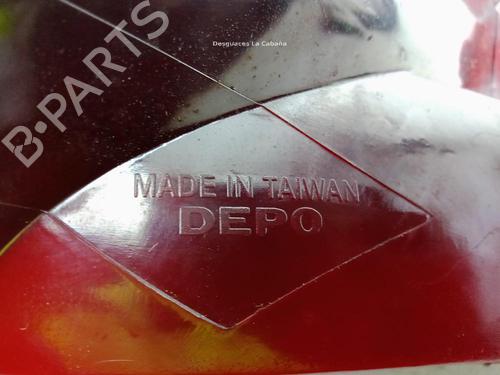 Desguaces La Cabaña
B-PARTS
MADE IN TAIWAN
DEPO